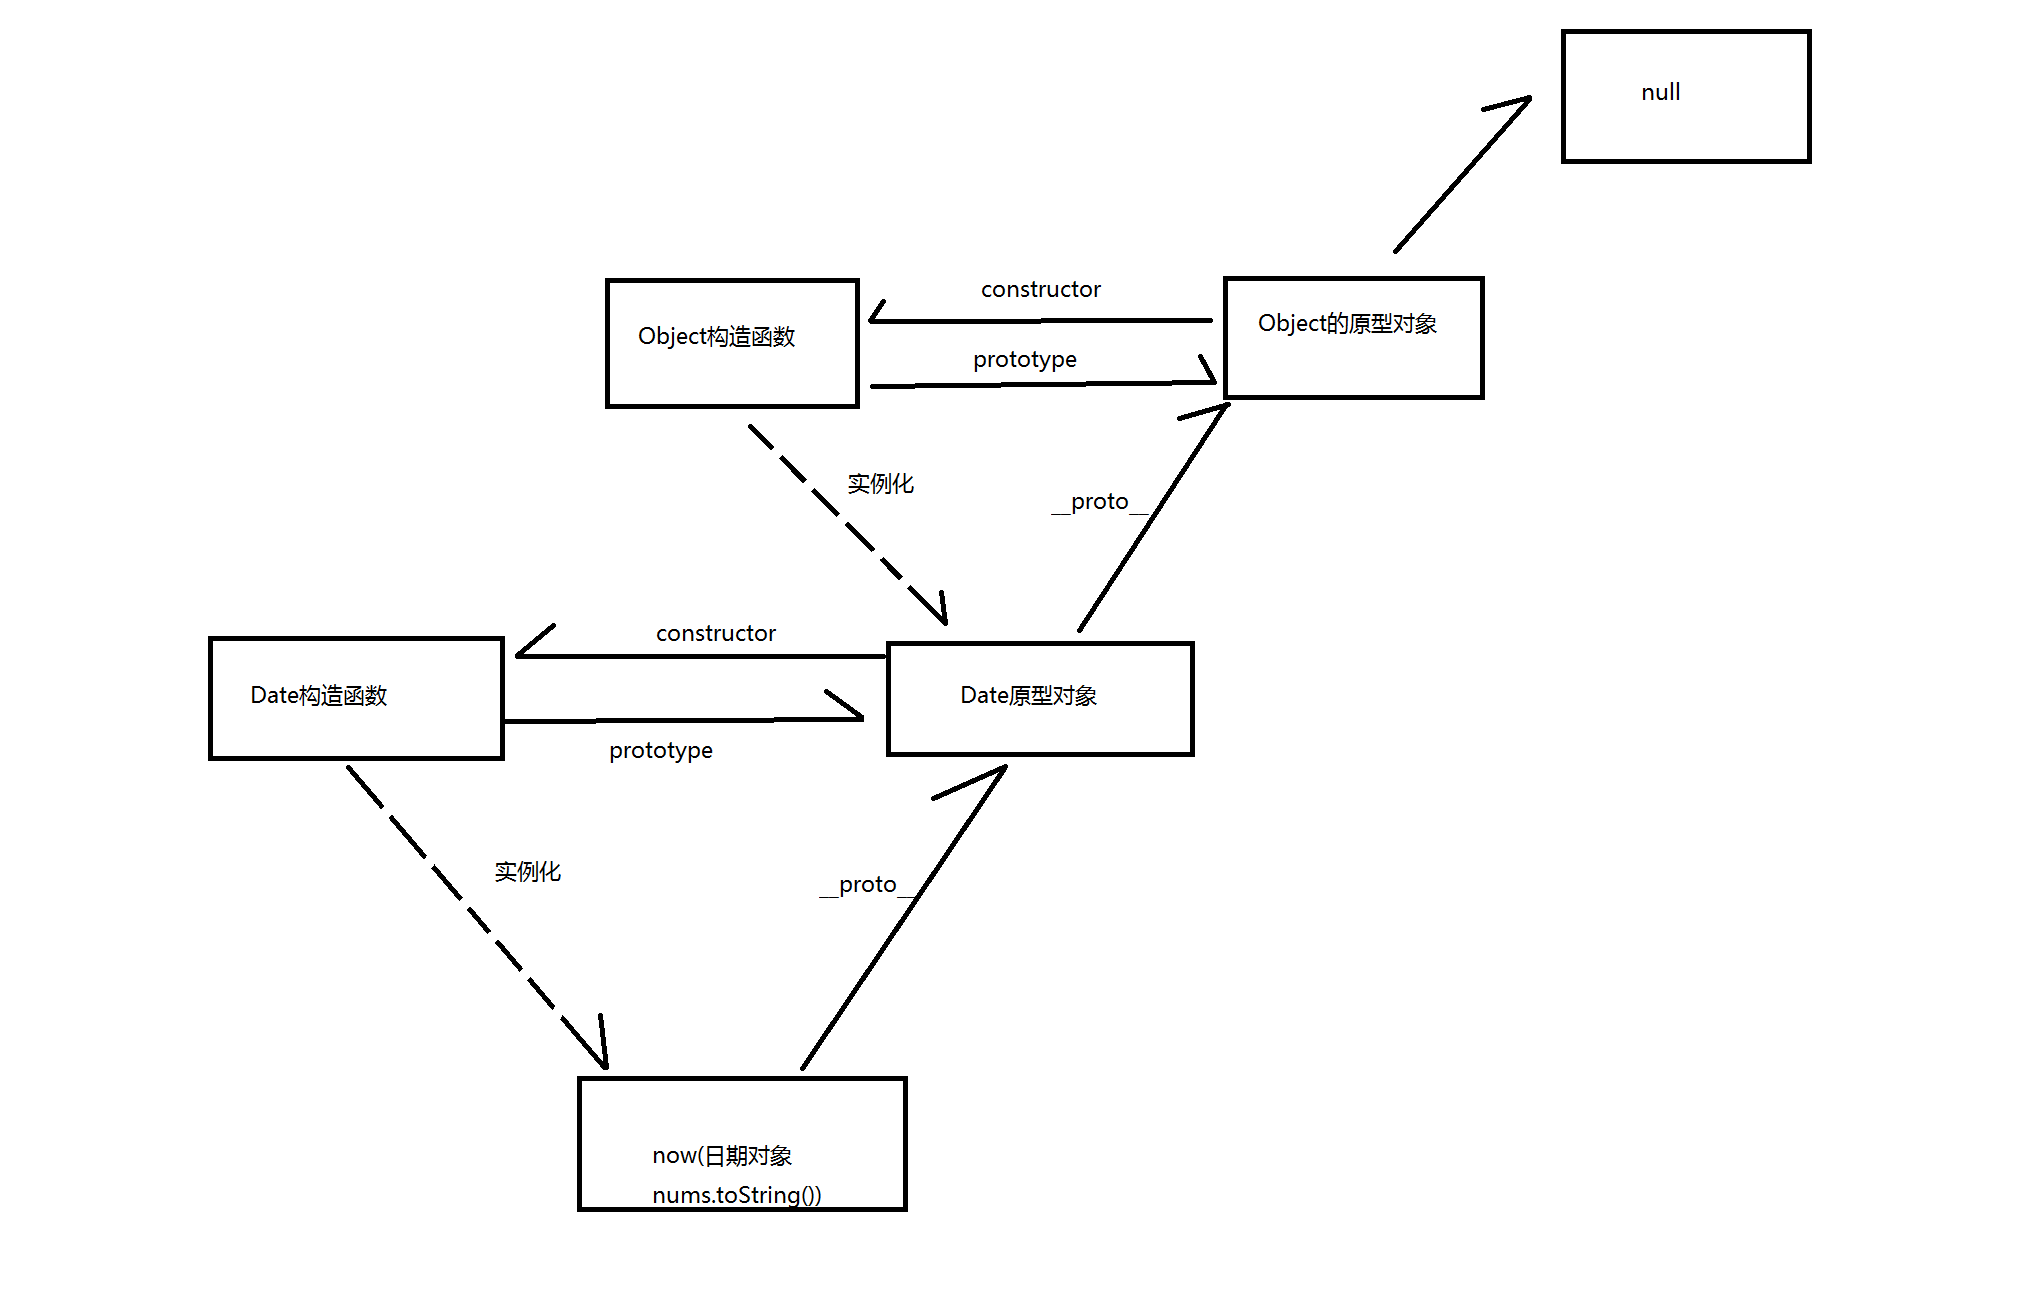 null
constructor
Object构造函数
Object的原型对象
prototype
实例化
__proto__
constructor
Date构造函数
Date原型对象
prototype
实例化
__proto__
now(日期对象
nums.toString())